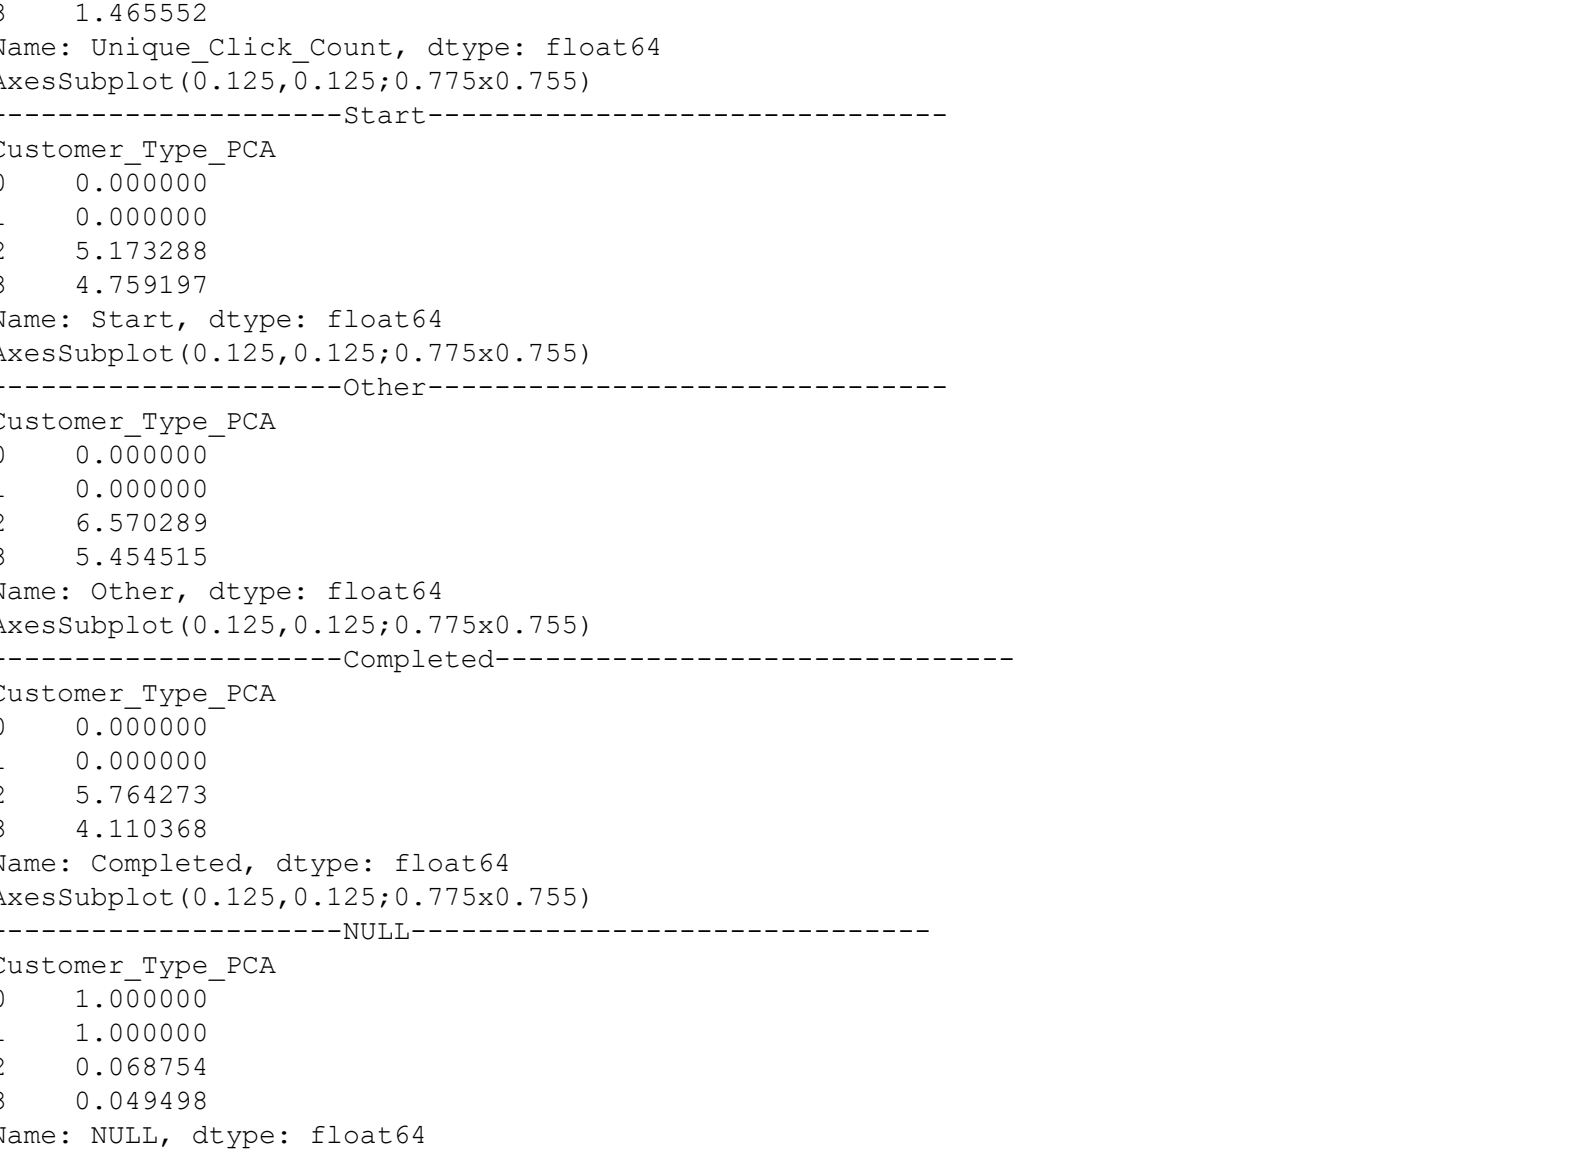 3    1.465552
Name: Unique_Click_Count, dtype: float64
AxesSubplot(0.125,0.125;0.775x0.755)
---------------------Start-------------------------------
Customer_Type_PCA
0    0.000000
1    0.000000
2    5.173288
3    4.759197
Name: Start, dtype: float64
AxesSubplot(0.125,0.125;0.775x0.755)
---------------------Other-------------------------------
Customer_Type_PCA
0    0.000000
1    0.000000
2    6.570289
3    5.454515
Name: Other, dtype: float64
AxesSubplot(0.125,0.125;0.775x0.755)
---------------------Completed-------------------------------
Customer_Type_PCA
0    0.000000
1    0.000000
2    5.764273
3    4.110368
Name: Completed, dtype: float64
AxesSubplot(0.125,0.125;0.775x0.755)
---------------------NULL-------------------------------
Customer_Type_PCA
0    1.000000
1    1.000000
2    0.068754
3    0.049498
Name: NULL, dtype: float64